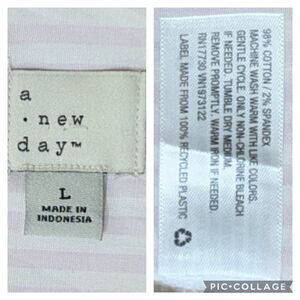 a
· new
day™
L
MADE IN
INDONESIA
98% COTTON / 2% SPANDEX
MACHINE WASH WARM WITH LIKE COLORS.
GENTLE CYCLE. ONLY NON-CHLORINE BLEACH
IF NEEDED. TUMBLE DRY MEDIUM.
REMOVE PROMPTLY. WARM IRON IF NEEDED.
RN17730 VN1973122
LABEL MADE FROM 100% RECYCLED PLASTIC
PIC•COLLAGE